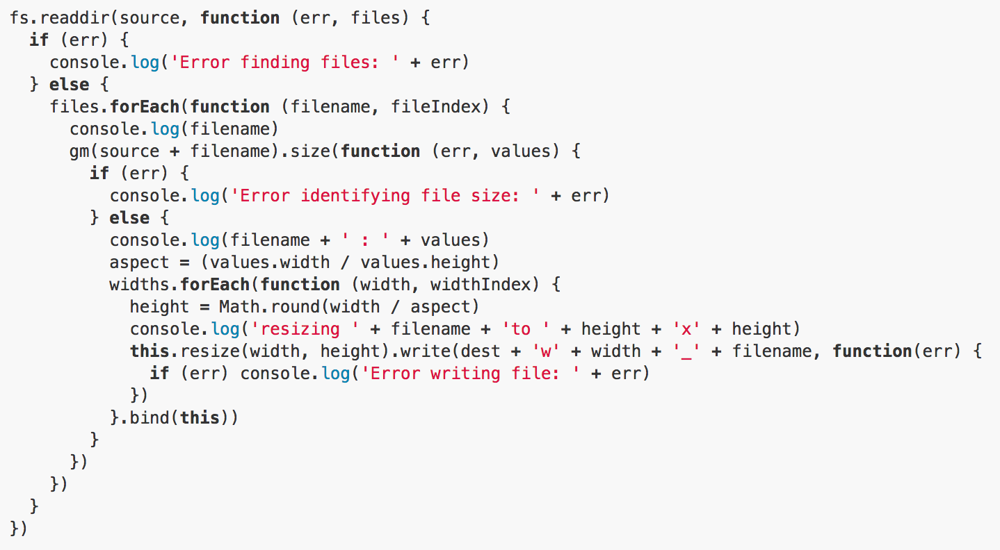 fs.readdir(source, function (err, files) {
  if (err) {
    console.log('Error finding files: ' + err)
  } else {
    files.forEach(function (filename, fileIndex) {
      console.log(filename)
      gm(source + filename).size(function (err, values) {
        if (err) {
          console.log('Error identifying file size: ' + err)
        } else {
          console.log(filename + ' : ' + values)
          aspect = (values.width / values.height)
          widths.forEach(function (width, widthIndex) {
            height = Math.round(width / aspect)
            console.log('resizing ' + filename + 'to ' + height + 'x' + height)
            this.resize(width, height).write(dest + 'w' + width + '_' + filename, function(err) {
              if (err) console.log('Error writing file: ' + err)
            })
          }.bind(this))
        }
      })
    })
  }
})